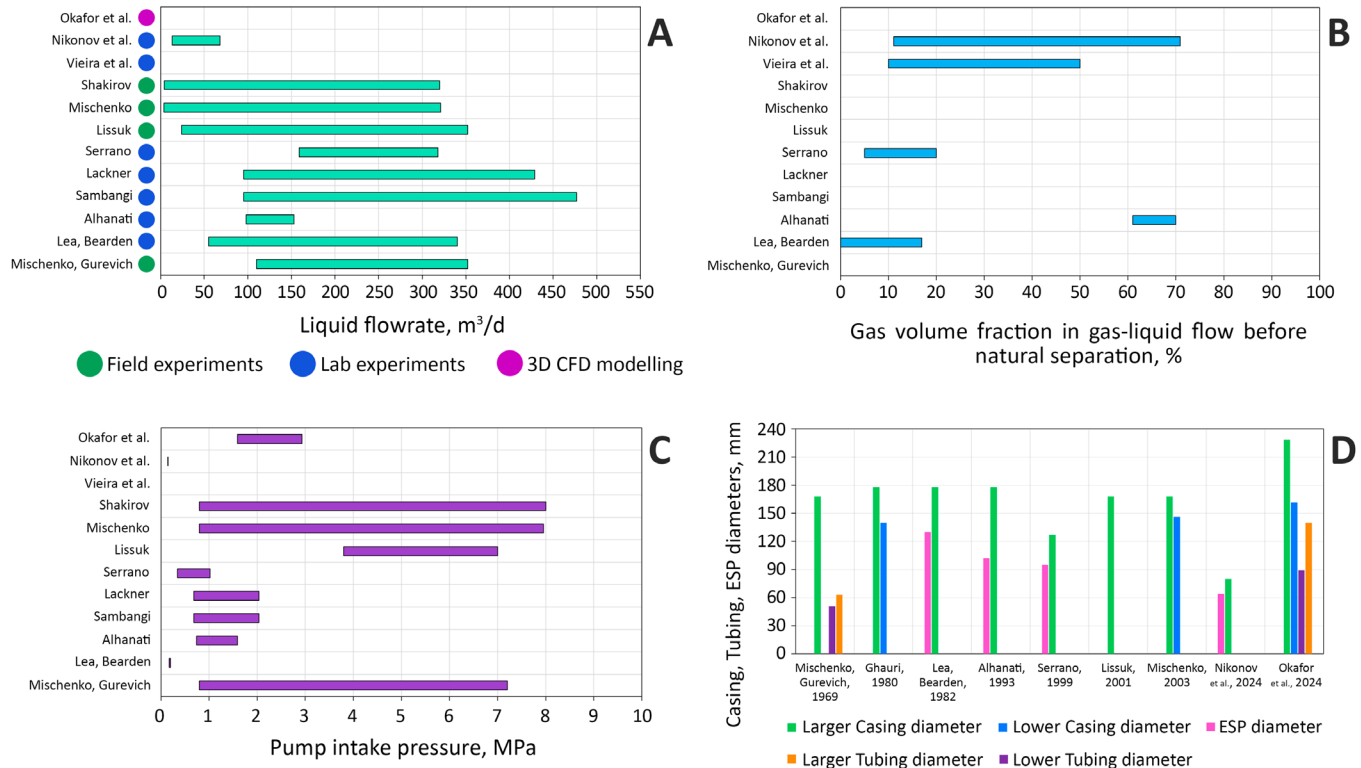 A
Okafor et al.
Nikonov et al.
Vieira et al.
Shakirov
Mischenko
Lissuk
Serrano
Lackner
Sambangi
Alhanati
Lea, Bearden
Mischenko, Gurevich
0 50 100 150 200 250 300 350 400 450 500 550
Liquid flowrate, m³/d
Field experiments Lab experiments 3D CFD modelling
B
Okafor et al.
Nikonov et al.
Vieira et al.
Shakirov
Mischenko
Lissuk
Serrano
Lackner
Sambangi
Alhanati
Lea, Bearden
Mischenko, Gurevich
0 10 20 30 40 50 60 70 80 90 100
Gas volume fraction in gas-liquid flow before
natural separation, %
C
Okafor et al.
Nikonov et al.
Vieira et al.
Shakirov
Mischenko
Lissuk
Serrano
Lackner
Sambangi
Alhanati
Lea, Bearden
Mischenko, Gurevich
1 2 3 4 5 6 7 8 9 10
Pump intake pressure, MPa
D
Casing, Tubing, ESP diameters, mm
240
210
180
150
120
90
60
30
0
Mischenko, Gurevich, 1969
Ghauri, 1980
Lea, Bearden, 1982
Alhanati, 1993
Serrano, 1999
Lissuk, 2001
Mischenko, 2003
Nikonov et al., 2024
Okafor et al., 2024
Larger Casing diameter Lower Casing diameter ESP diameter
Larger Tubing diameter Lower Tubing diameter